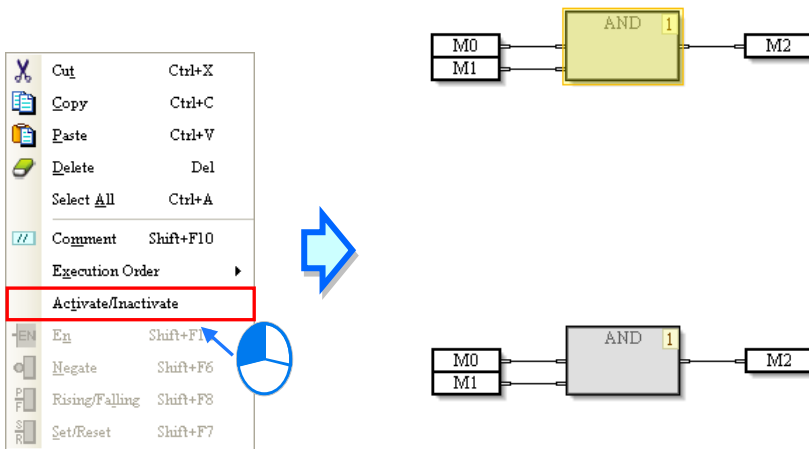 Cut Ctrl+X
Copy Ctrl+C
Paste Ctrl+V
Delete Del
Select All Ctrl+A
// Comment Shift+F10
Execution Order
Activate/Inactivate
EN En Shift+F1
Negate Shift+F6
P F Rising/Falling Shift+F8
S R Set/Reset Shift+F7
AND 1
M0 M2
M1
AND 1
M0 M2
M1